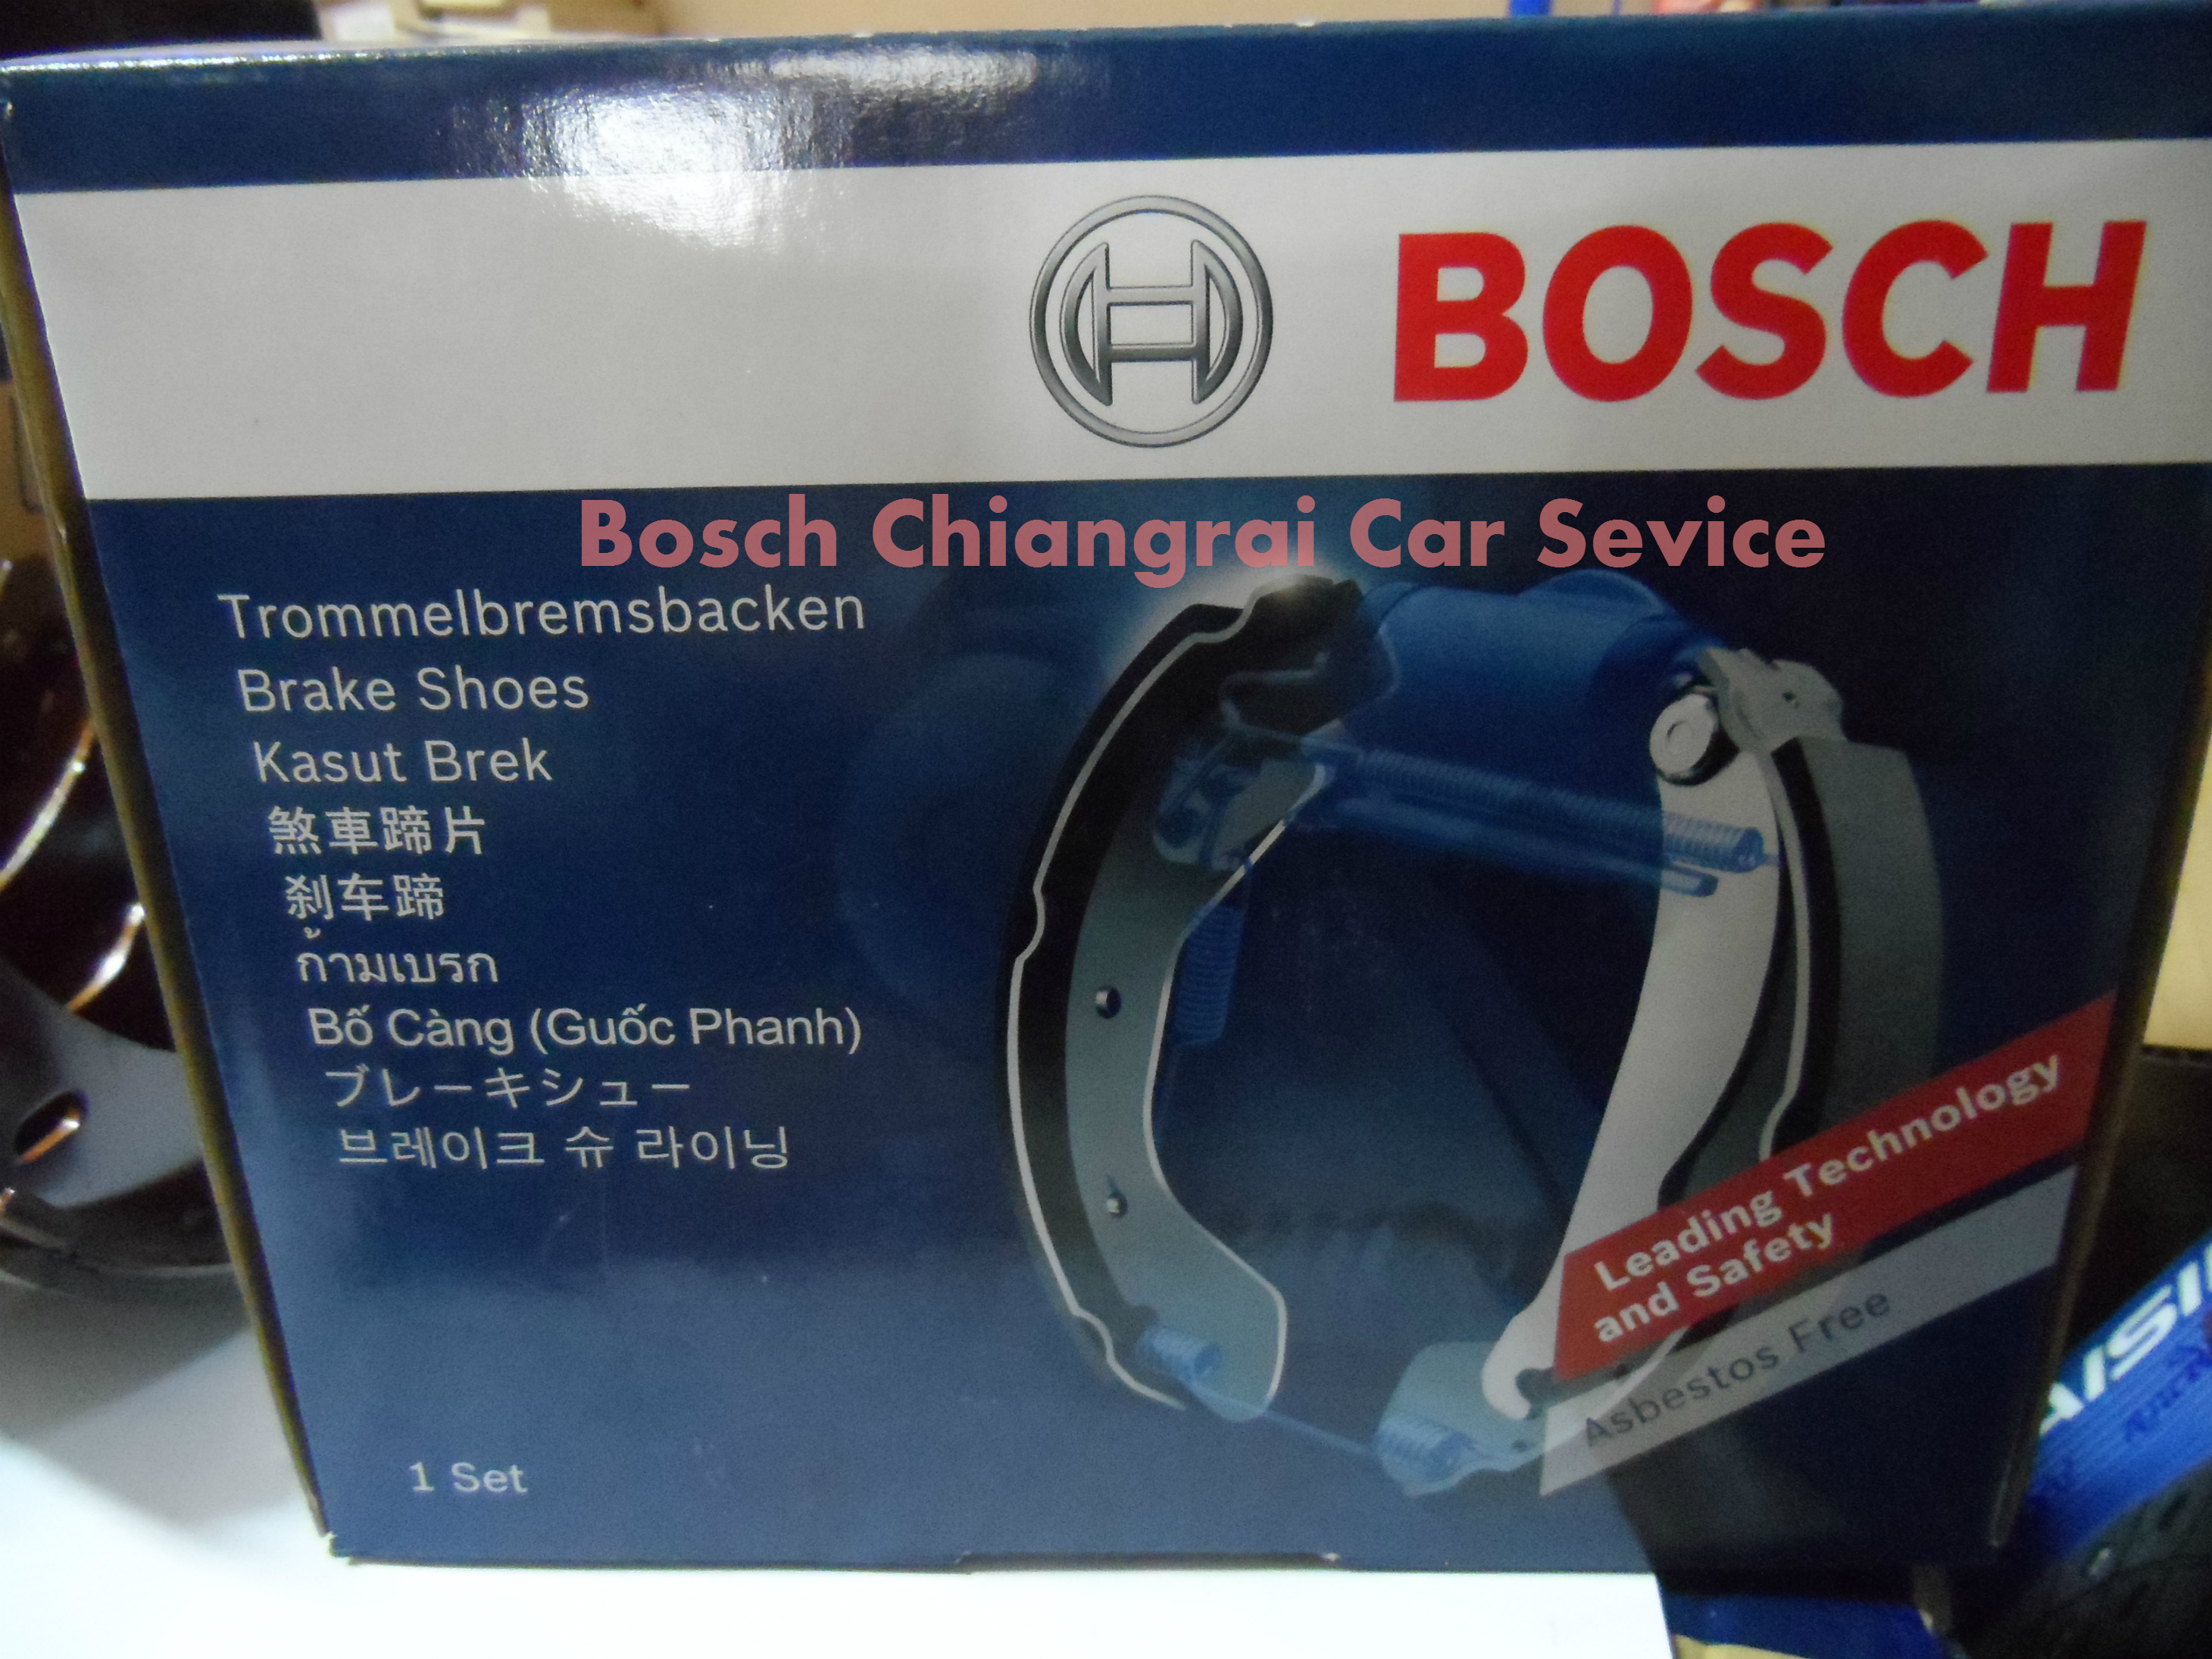 BOSCH
Bosch Chiangrai Car Sevice
Trommelbremsbacken
Brake Shoes
Kasut Brek
煞車蹄片
刹车蹄
ก้ามเบรก
Bố Càng (Guốc Phanh)
ブレーキシュー
브레이크 슈 라이닝
Leading Technology
and Safety
Asbestos Free
1 Set